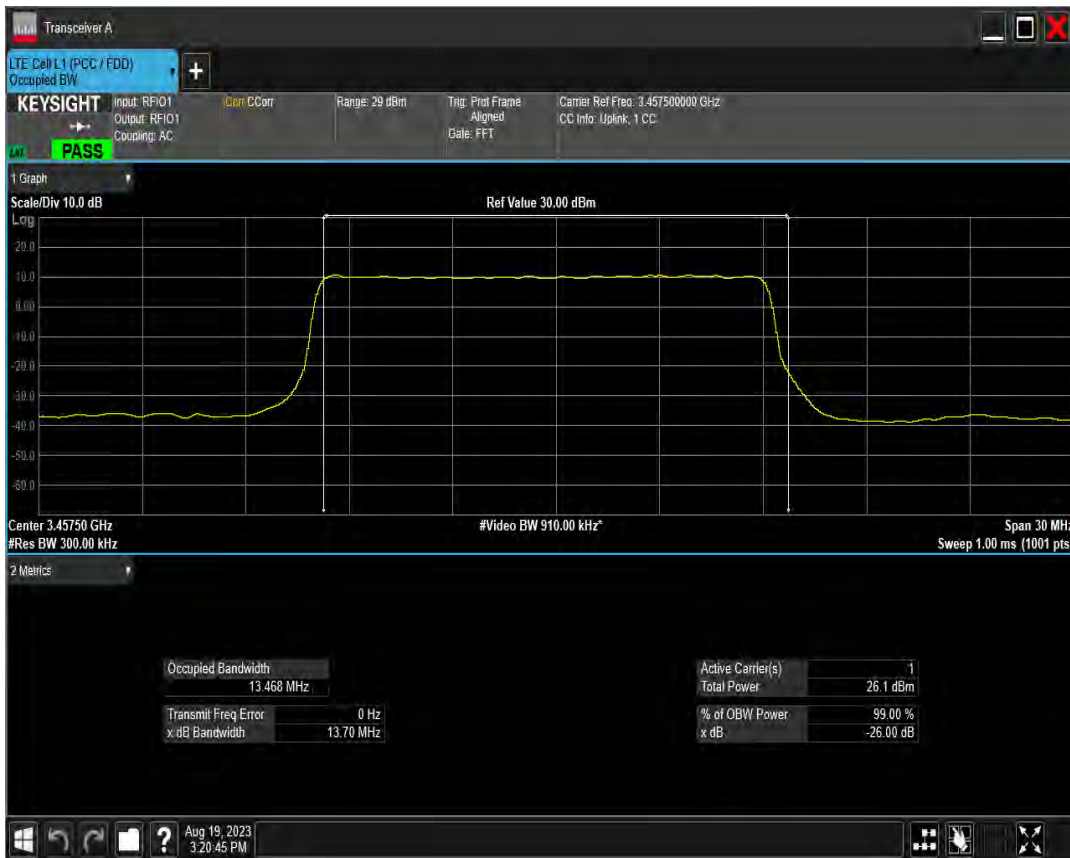 Transceiver A
LTE Cell L1 (PCC / FDD)
Occupied BW
+
KEYSIGHT
PASS
Input: RFIO1
Output: RFIO1
Coupling: AC
Corr CCorr
Range: 29 dBm
Trig: Prot Frame
Aligned
Gate: FFT
Carrier Ref Freq: 3.457500000 GHz
CC Info: Uplink, 1 CC
1 Graph
Scale/Div 10.0 dB
Ref Value 30.00 dBm
Log
20.0
10.0
0.00
-10.0
-20.0
-30.0
-40.0
-50.0
-60.0
Center 3.45750 GHz
#Video BW 910.00 kHz*
Span 30 MHz
#Res BW 300.00 kHz
Sweep 1.00 ms (1001 pts
2 Metrics
Occupied Bandwidth
13.468 MHz
Transmit Freq Error 0 Hz
x dB Bandwidth 13.70 MHz
Active Carrier(s) 1
Total Power 26.1 dBm
% of OBW Power 99.00 %
x dB -26.00 dB
?
Aug 19, 2023
3:20:45 PM